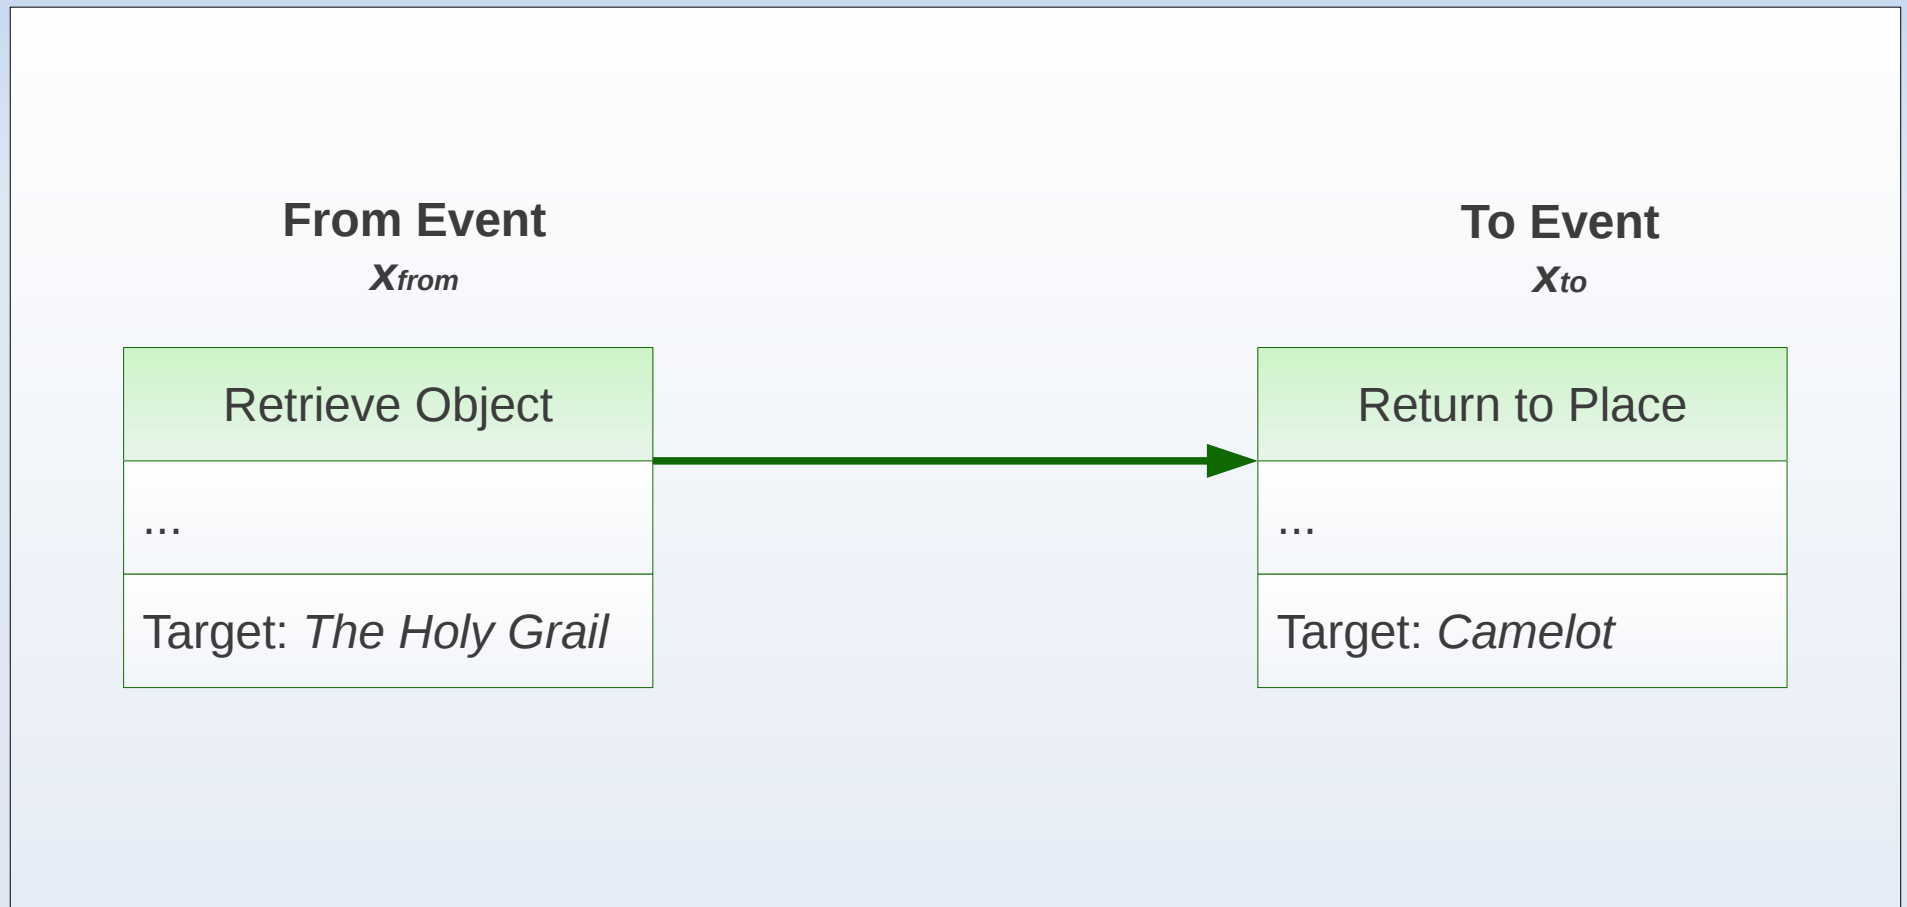 From Event
xfrom
Retrieve Object
...
Target: The Holy Grail
To Event
xto
Return to Place
...
Target: Camelot